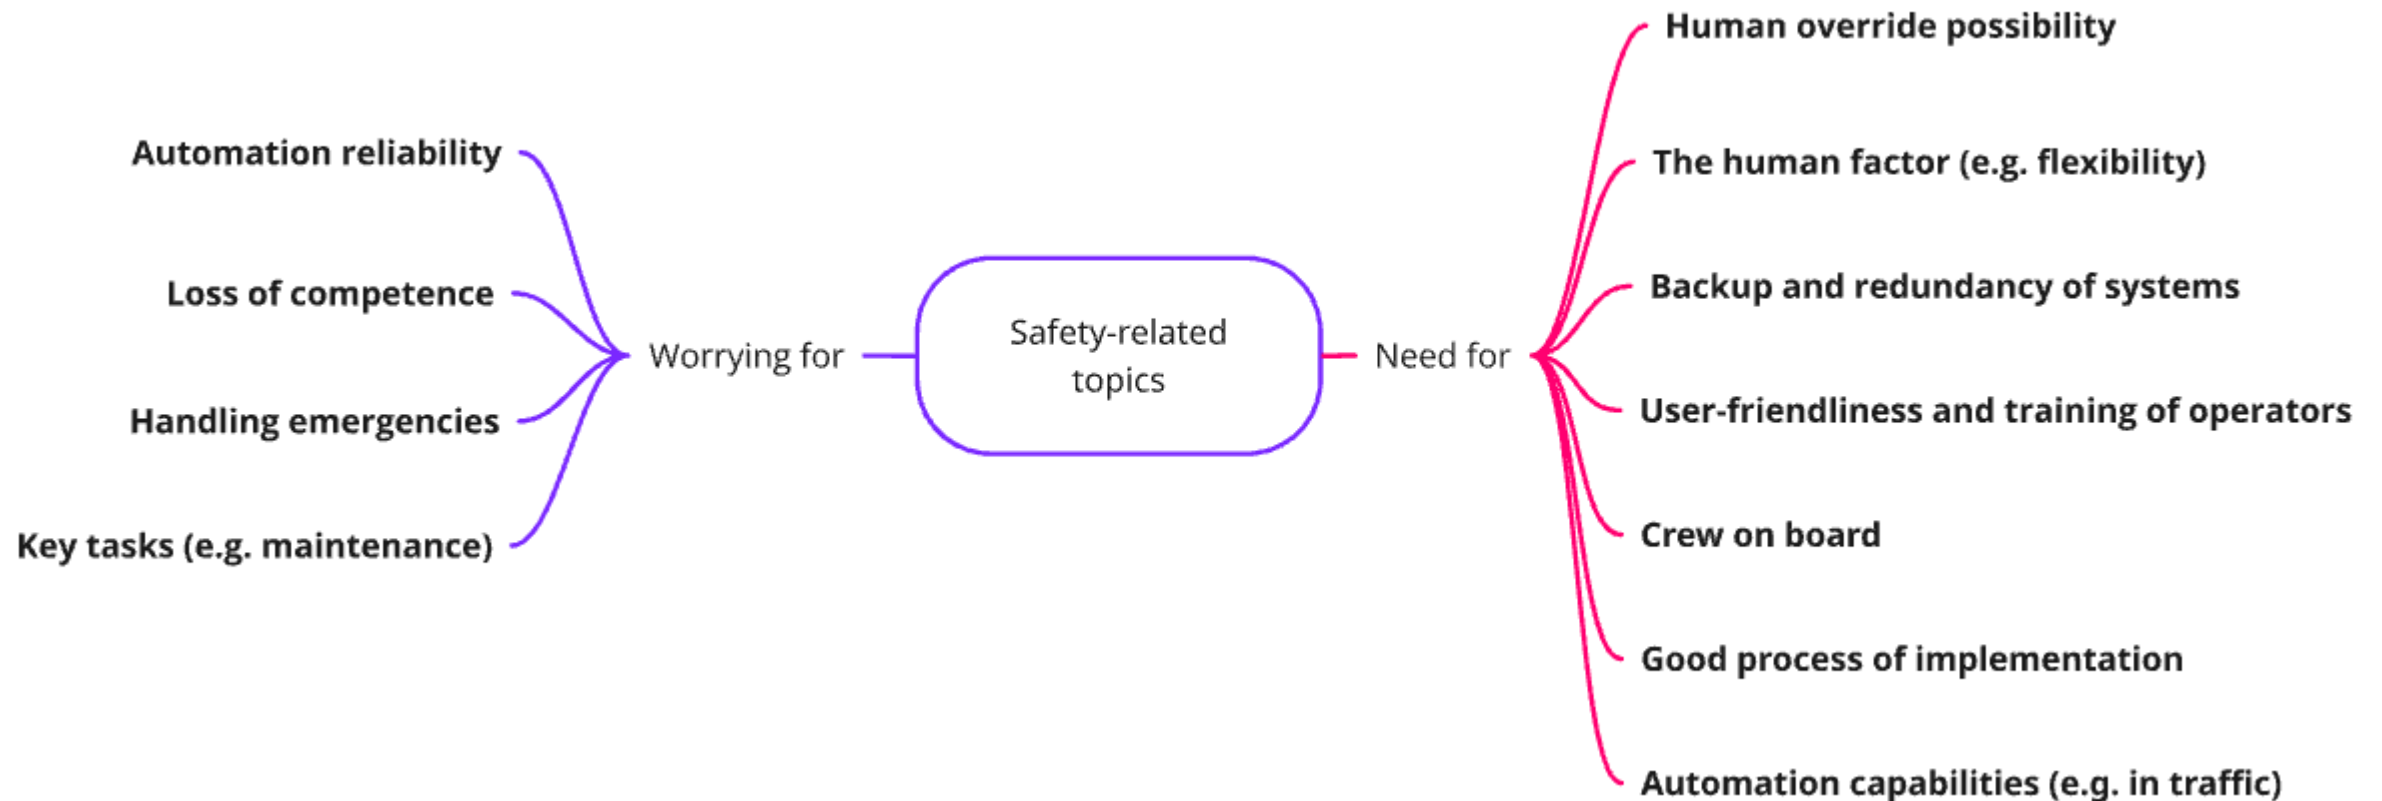 Automation reliability
Loss of competence
Handling emergencies
Key tasks (e.g. maintenance)
Worrying for
Safety-related
topics
Need for
Human override possibility
The human factor (e.g. flexibility)
Backup and redundancy of systems
User-friendliness and training of operators
Crew on board
Good process of implementation
Automation capabilities (e.g. in traffic)